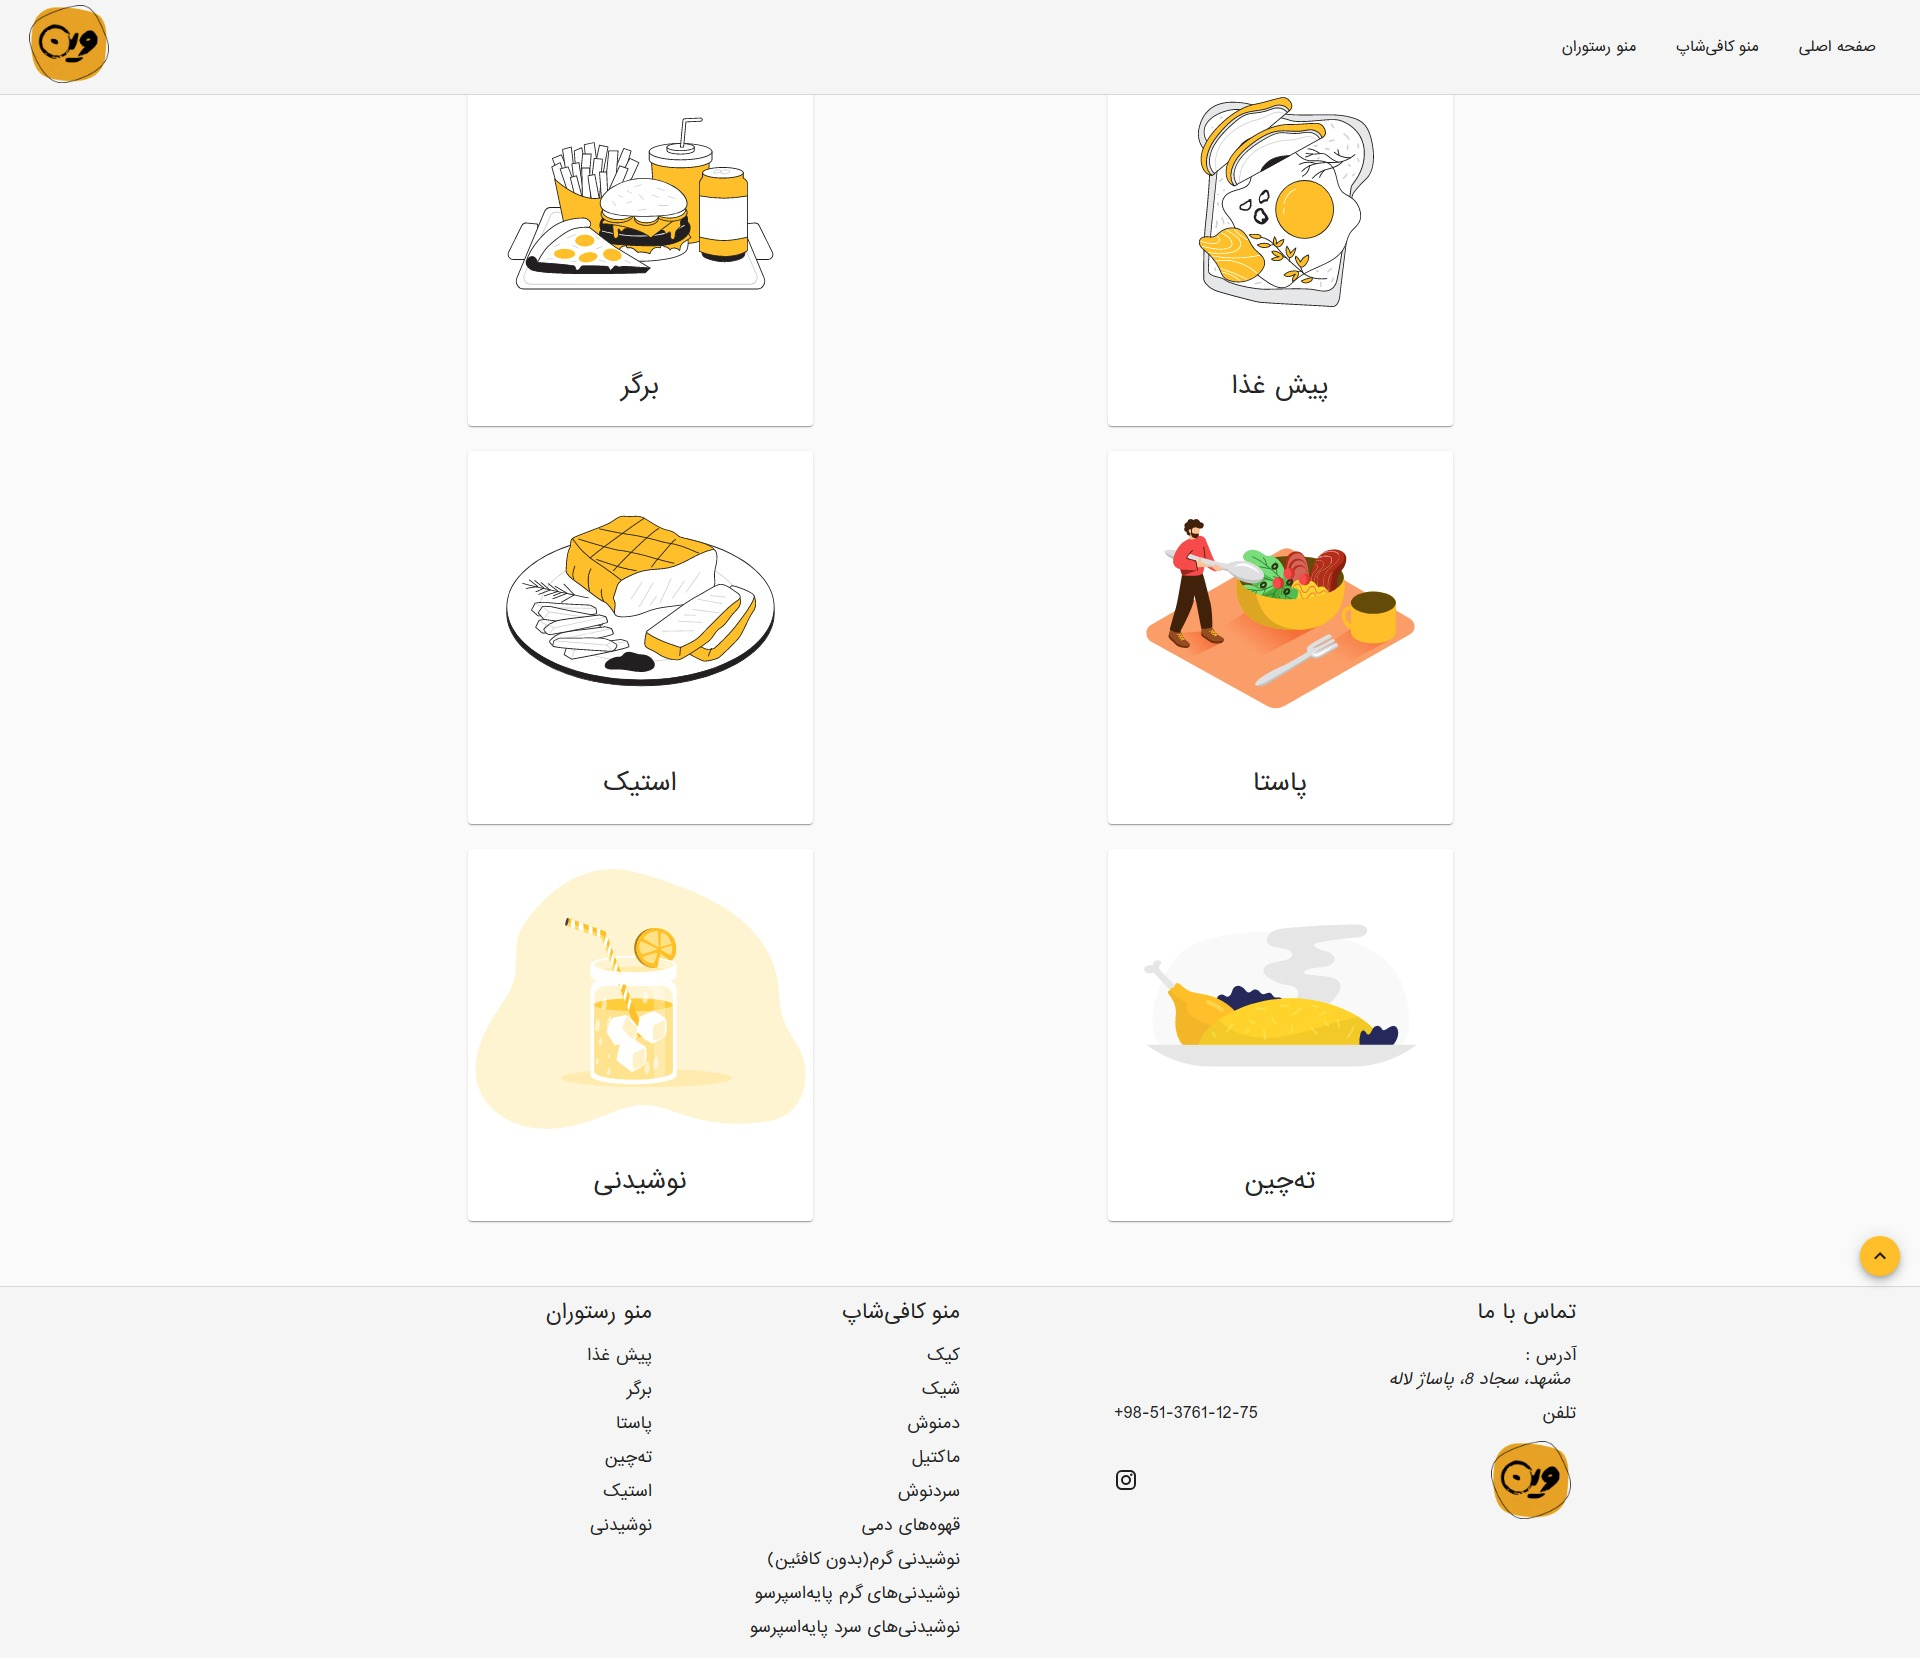 صفحه اصلی
منو کافی‌شاپ
منو رستوران
وین
پیش غذا
برگر
پاستا
استیک
ته‌چین
نوشیدنی
تماس با ما
آدرس :
مشهد، سجاد 8، پاساژ لاله
تلفن
+98-51-3761-12-75
وین
منو کافی‌شاپ
کیک
شیک
دمنوش
ماکتیل
سردنوش
قهوه‌های دمی
نوشیدنی گرم(بدون کافئین)
نوشیدنی‌های گرم پایه‌اسپرسو
نوشیدنی‌های سرد پایه‌اسپرسو
منو رستوران
پیش غذا
برگر
پاستا
ته‌چین
استیک
نوشیدنی